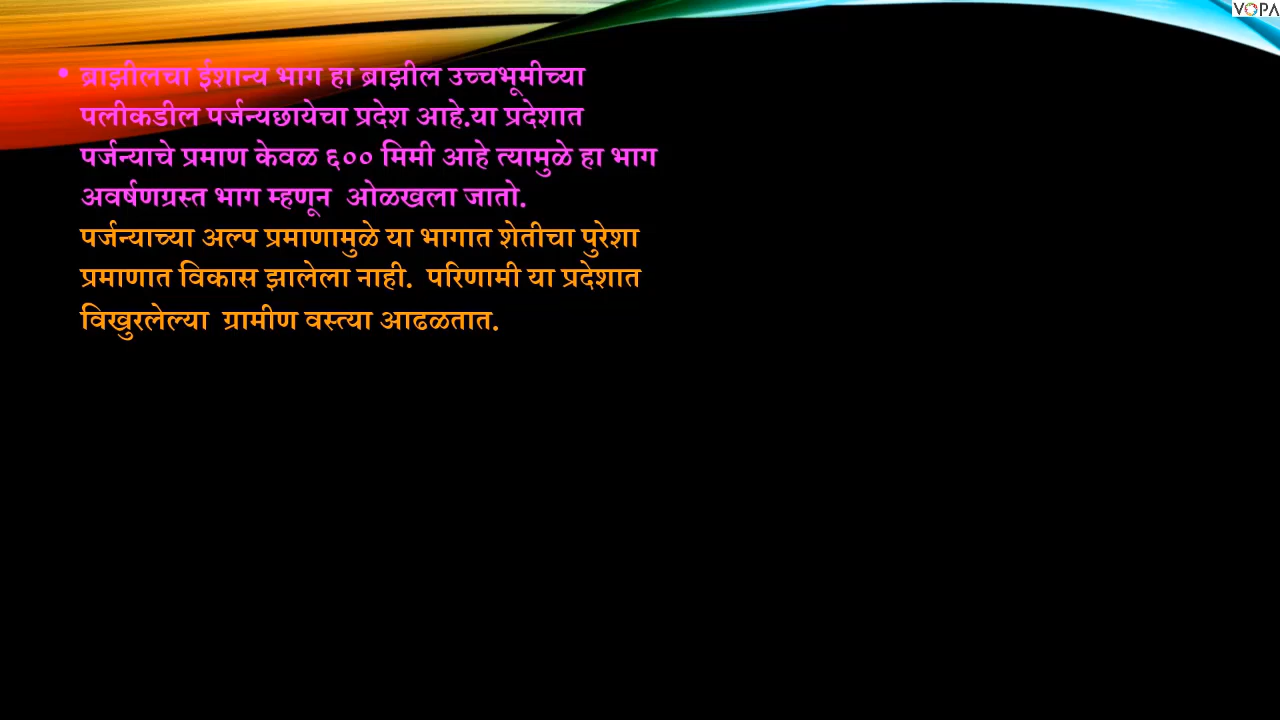 VOPA
• ब्राझीलचा ईशान्य भाग हा ब्राझील उच्चभूमीच्या
पलीकडील पर्जन्यछायेचा प्रदेश आहे.या प्रदेशात
पर्जन्याचे प्रमाण केवळ ६०० मिमी आहे त्यामुळे हा भाग
अवर्षणग्रस्त भाग म्हणून ओळखला जातो.
पर्जन्याच्या अल्प प्रमाणामुळे या भागात शेतीचा पुरेशा
प्रमाणात विकास झालेला नाही. परिणामी या प्रदेशात
विखुरलेल्या ग्रामीण वस्त्या आढळतात.